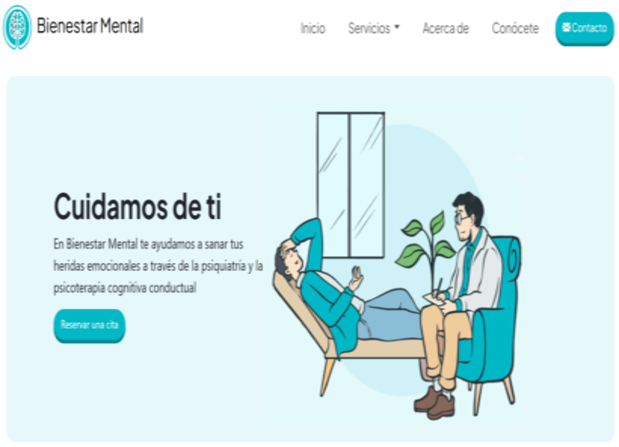 Bienestar Mental
Inicio Servicios Acerca de Conócete Contacto
Cuidamos de ti
En Bienestar Mental te ayudamos a sanar tus
heridas emocionales a través de la psiquiatría y la
psicoterapia cognitiva conductual
Reservar una cita